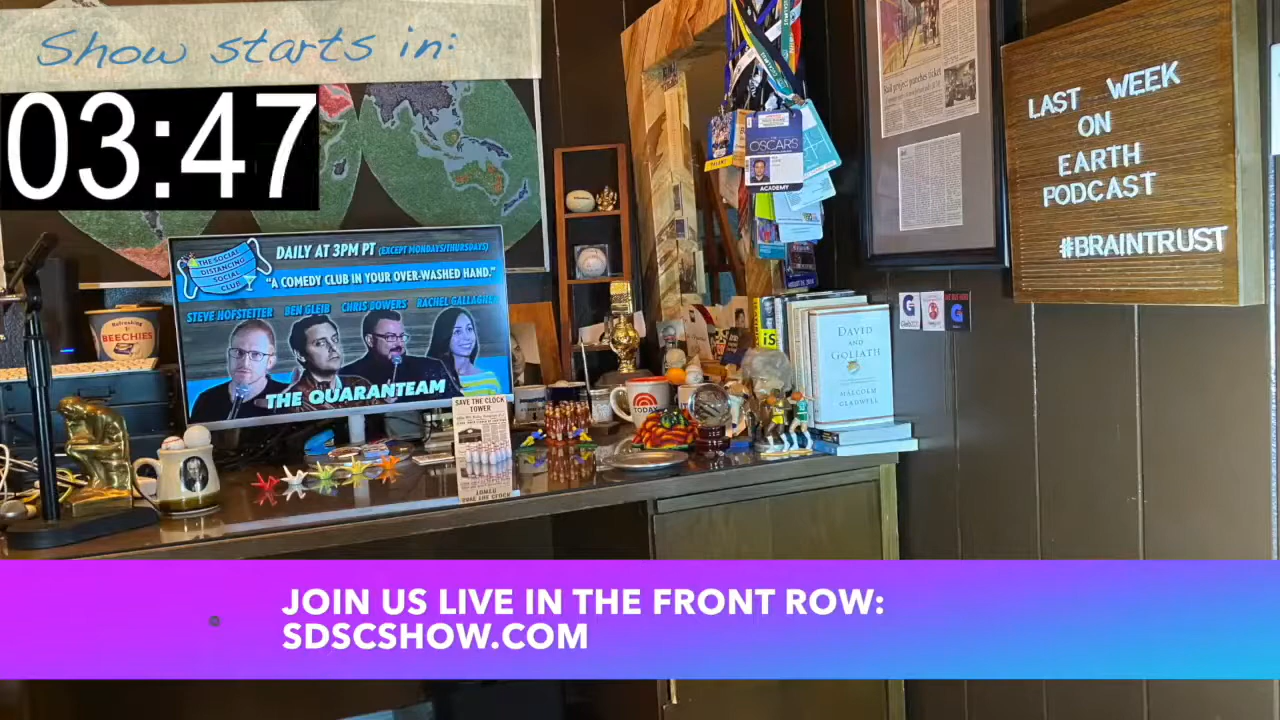 Show starts in:
03:47
LAST WEEK
ON
EARTH
PODCAST
#BRAINTRUST
THE SOCIAL
DISTANCING
SOCIAL
CLUB
DAILY AT 3PM PT (EXCEPT MONDAYS/THURSDAYS)
"A COMEDY CLUB IN YOUR OVER-WASHED HAND."
STEVE HOFSTETTER BEN GLEIB CHRIS BOWERS RACHEL GALLAGHER
THE QUARANTEAM
BEECHIES
SAVE THE CLOCK
TOWER
TODAY
OSCARS
ACADEMY
iS
DAVID
AND
GOLIATH
MALCOLM
GLADWELL
G
G
JOIN US LIVE IN THE FRONT ROW:
SDSCSHOW.COM